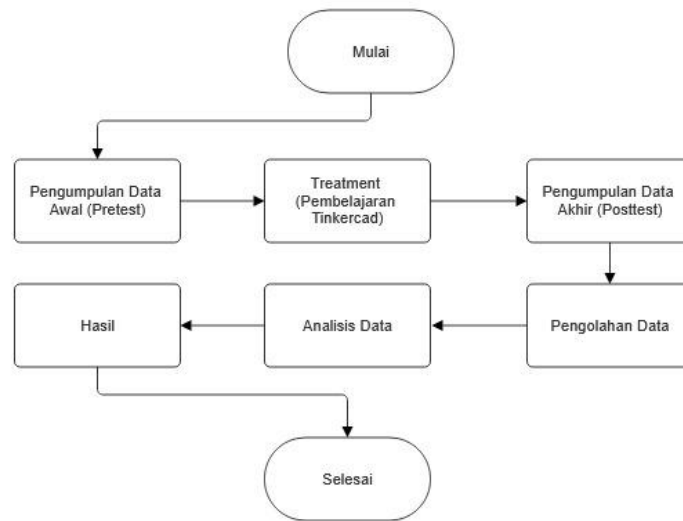 Mulai
Pengumpulan Data
Awal (Pretest)
Treatment
(Pembelajaran
Tinkercad)
Pengumpulan Data
Akhir (Posttest)
Pengolahan Data
Analisis Data
Hasil
Selesai